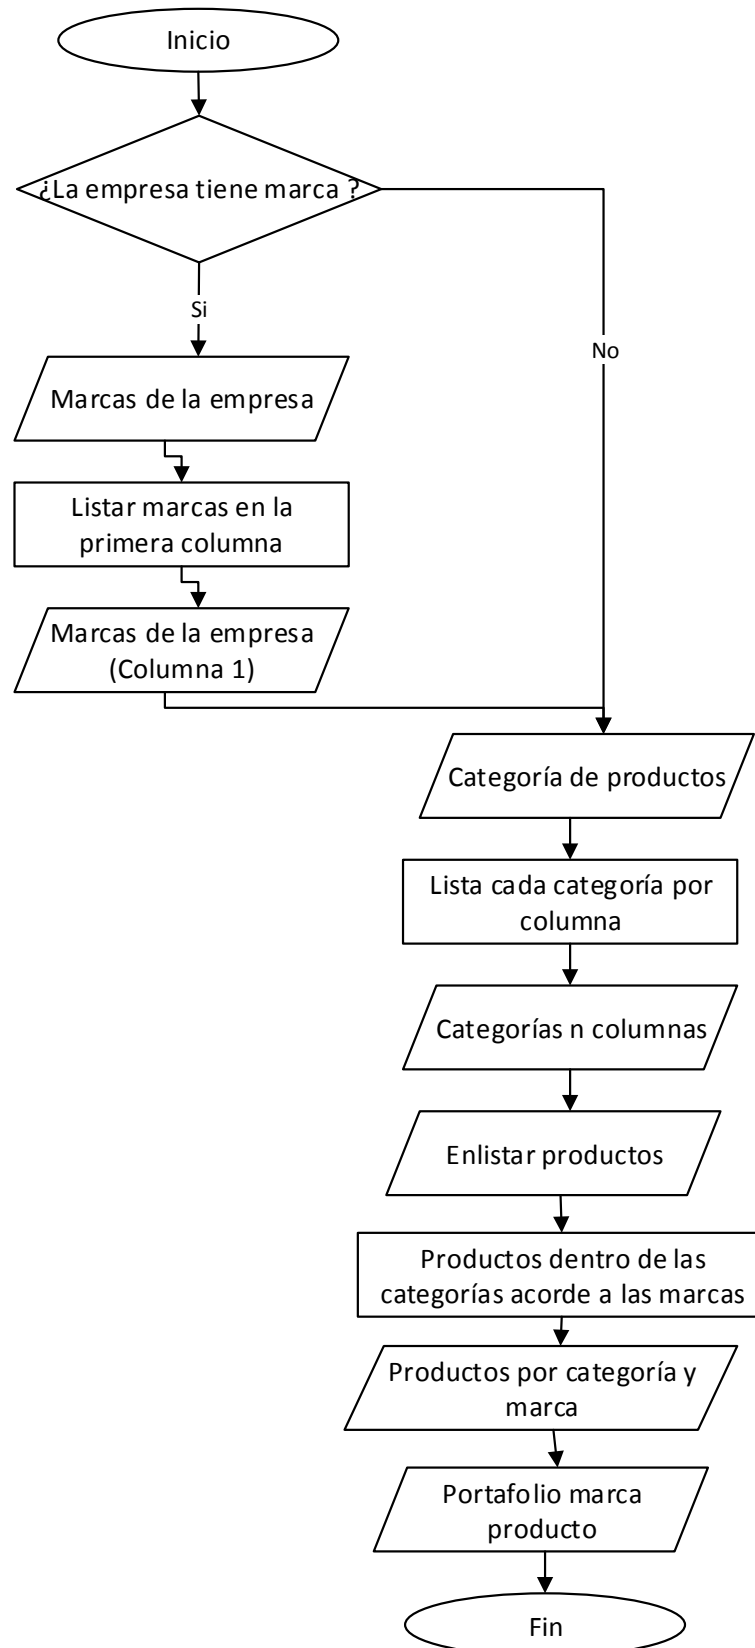 Inicio
¿La empresa tiene marca ?
Si
No
Marcas de la empresa
Listar marcas en la
primera columna
Marcas de la empresa
(Columna 1)
Categoría de productos
Lista cada categoría por
columna
Categorías n columnas
Enlistar productos
Productos dentro de las
categorías acorde a las marcas
Productos por categoría y
marca
Portafolio marca
producto
Fin